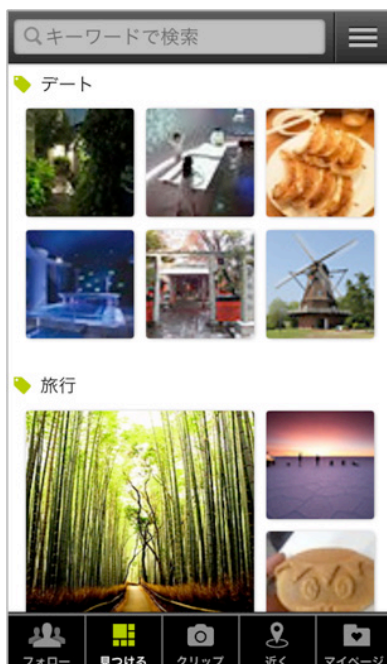 キーワードで検索
デート
旅行
フォロー
見つける
クリップ
近く
マイページ